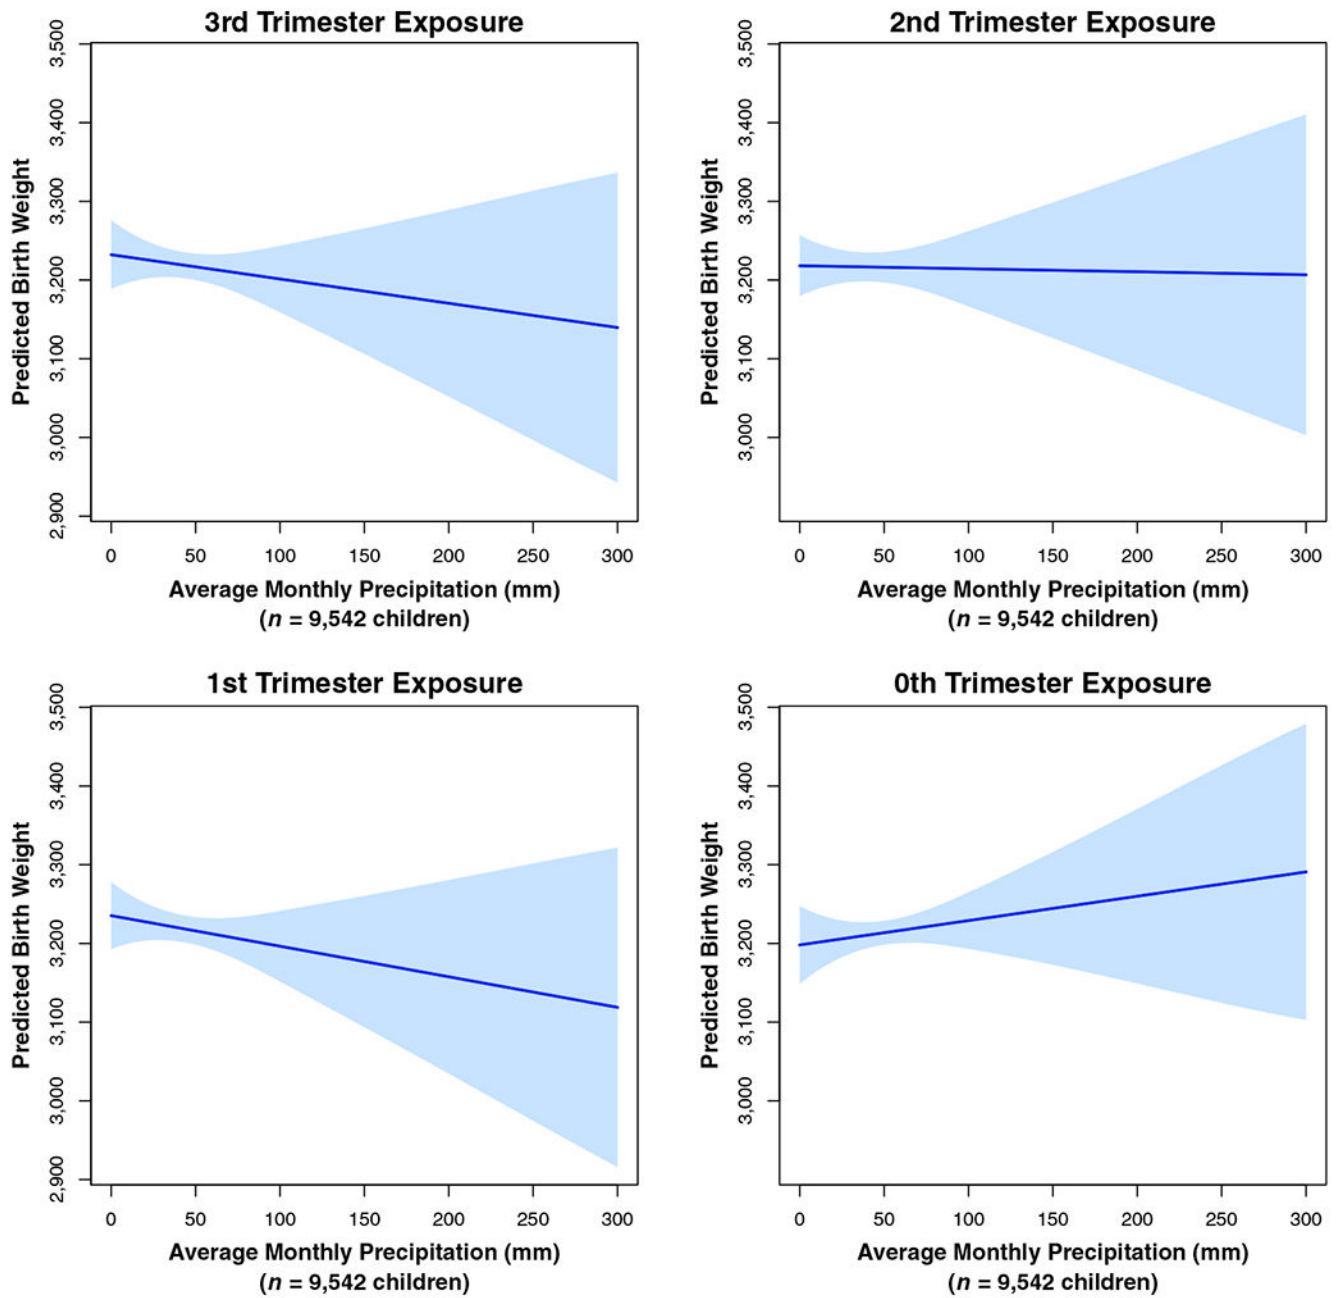 3rd Trimester Exposure
3,500
3,400
3,300
3,200
3,100
3,000
2,900
Predicted Birth Weight
0 50 100 150 200 250 300
Average Monthly Precipitation (mm)
(n = 9,542 children)
2nd Trimester Exposure
3,500
3,400
3,300
3,200
3,100
3,000
Predicted Birth Weight
0 50 100 150 200 250 300
Average Monthly Precipitation (mm)
(n = 9,542 children)
1st Trimester Exposure
3,500
3,400
3,300
3,200
3,100
3,000
2,900
Predicted Birth Weight
0 50 100 150 200 250 300
Average Monthly Precipitation (mm)
(n = 9,542 children)
0th Trimester Exposure
3,500
3,400
3,300
3,200
3,100
3,000
Predicted Birth Weight
0 50 100 150 200 250 300
Average Monthly Precipitation (mm)
(n = 9,542 children)